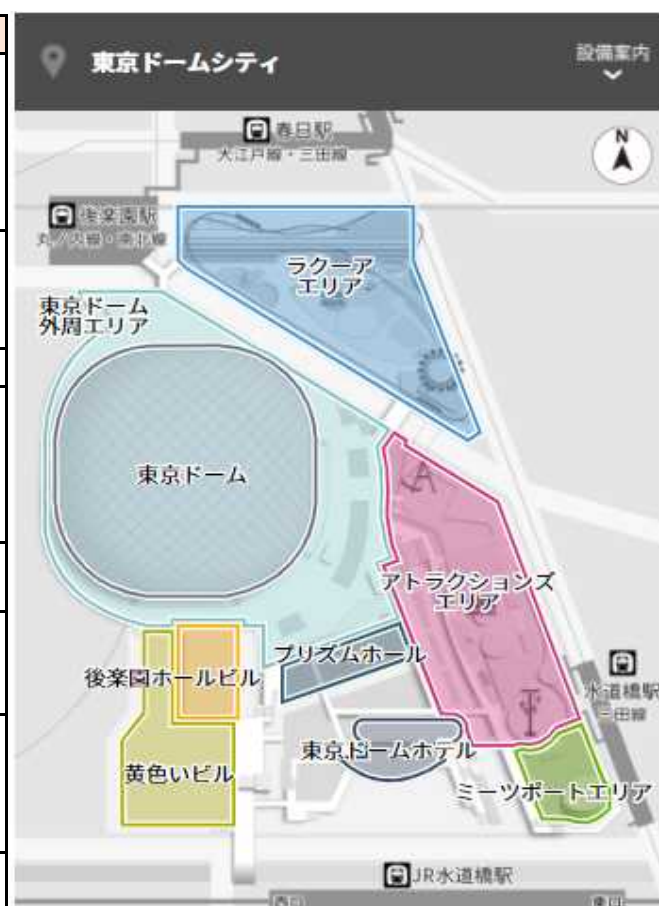 東京ドームシティ
設備案内
N
春日駅
大江戸線・三田線
後楽園駅
丸ノ内線・南北線
ラクーア
エリア
東京ドーム
外周エリア
東京ドーム
アトラクションズ
エリア
プリズムホール
後楽園ホールビル
水道橋駅
三田線
東京ドームホテル
黄色いビル
ミーツポートエリア
JR水道橋駅
西口
東口